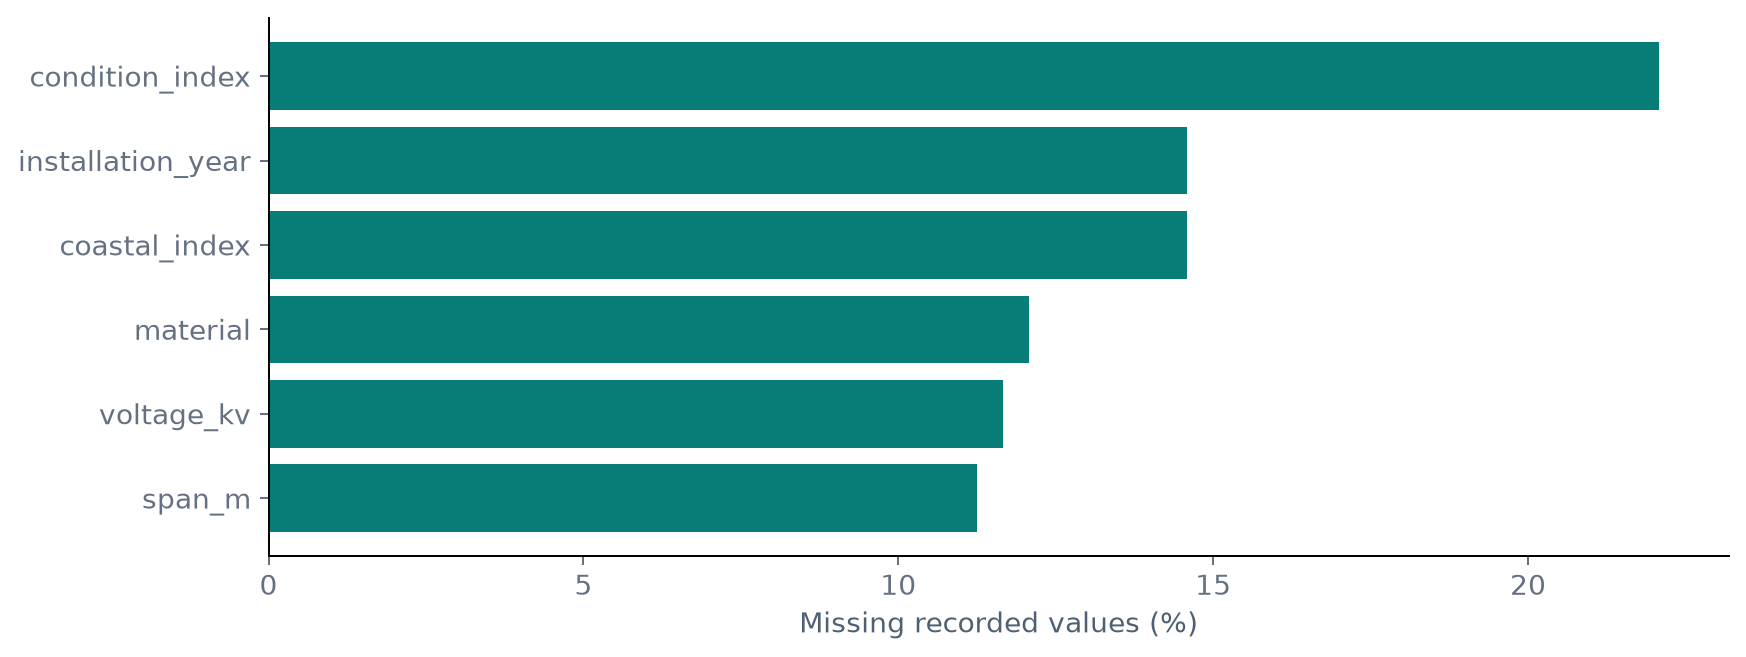 condition_index
installation_year
coastal_index
material
voltage_kv
span_m
0 5 10 15 20
Missing recorded values (%)